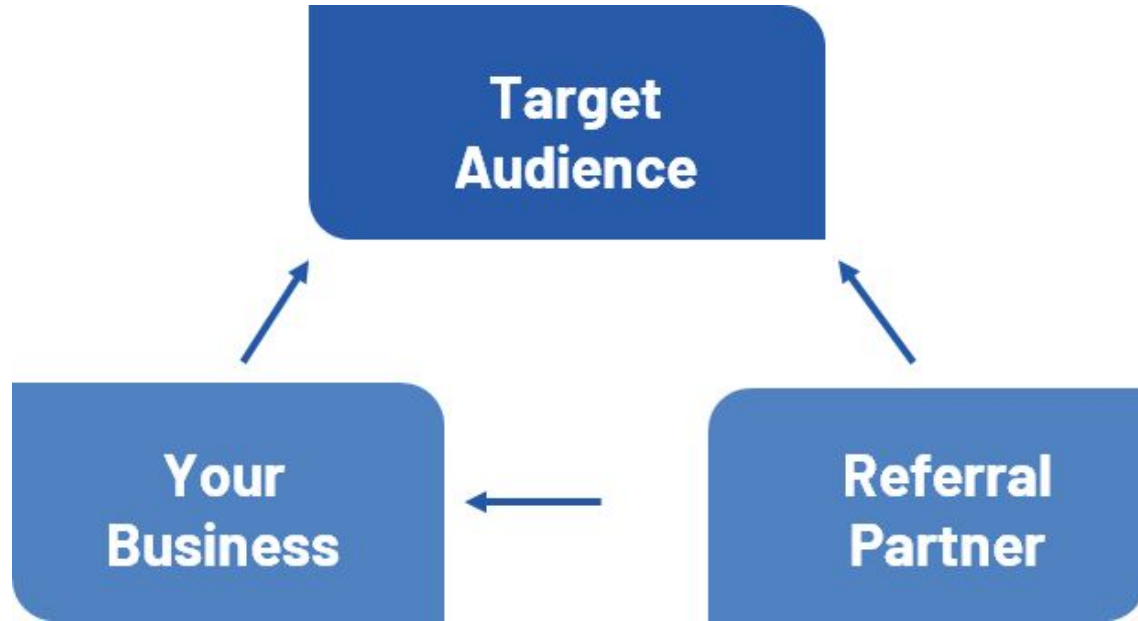 Target
Audience
Your
Business
Referral
Partner